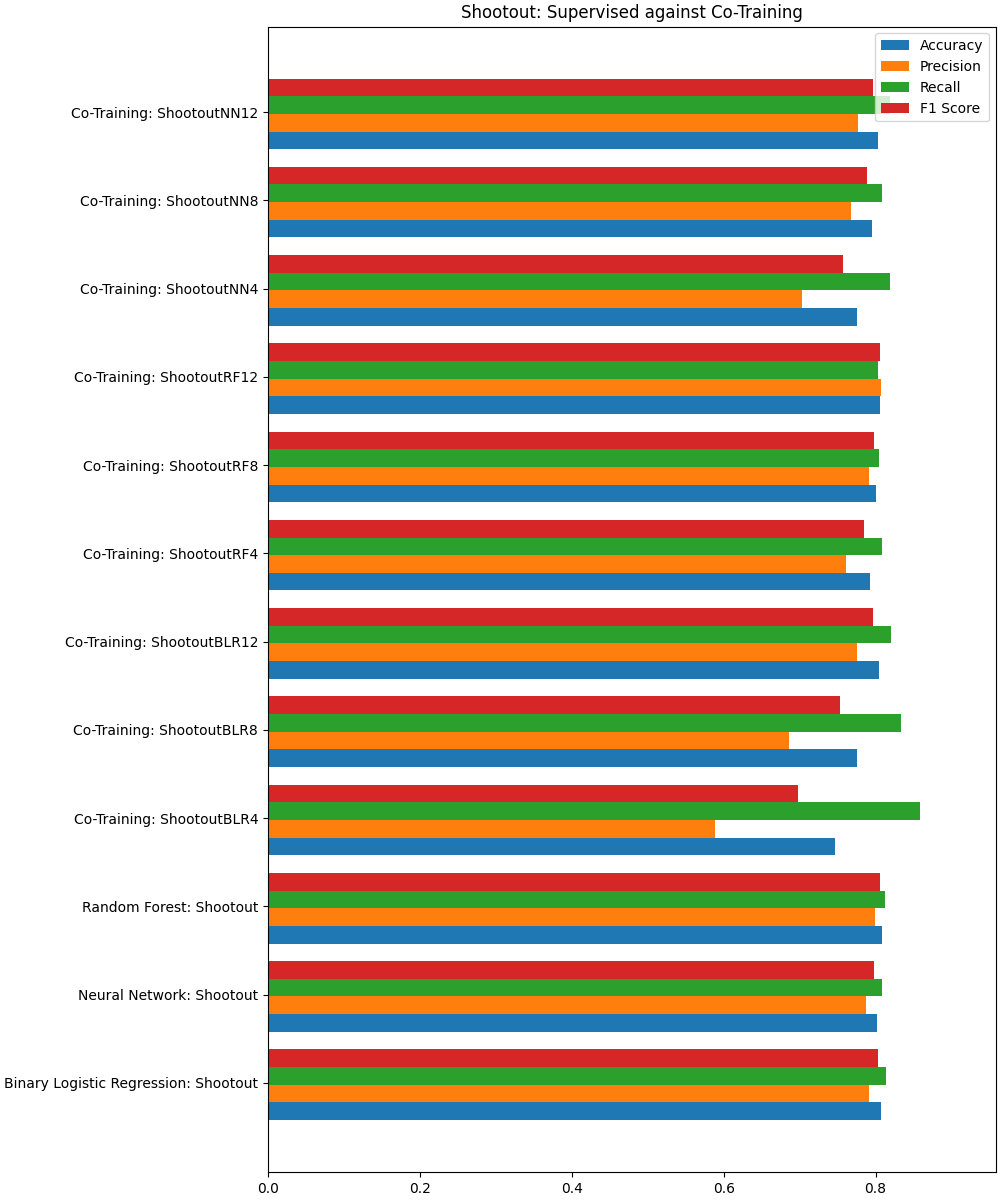 Shootout: Supervised against Co-Training
Accuracy
Precision
Recall
F1 Score
Co-Training: ShootoutNN12
Co-Training: ShootoutNN8
Co-Training: ShootoutNN4
Co-Training: ShootoutRF12
Co-Training: ShootoutRF8
Co-Training: ShootoutRF4
Co-Training: ShootoutBLR12
Co-Training: ShootoutBLR8
Co-Training: ShootoutBLR4
Random Forest: Shootout
Neural Network: Shootout
Binary Logistic Regression: Shootout
0.0 0.2 0.4 0.6 0.8